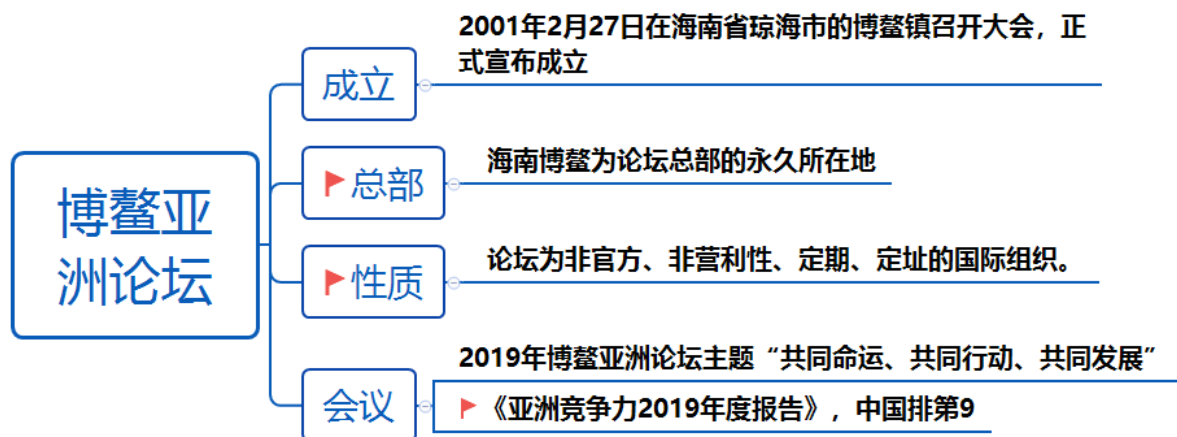 博鳌亚
洲论坛
成立
2001年2月27日在海南省琼海市的博鳌镇召开大会，正
式宣布成立
总部
海南博鳌为论坛总部的永久所在地
性质
论坛为非官方、非营利性、定期、定址的国际组织。
会议
2019年博鳌亚洲论坛主题“共同命运、共同行动、共同发展”
《亚洲竞争力2019年度报告》，中国排第9